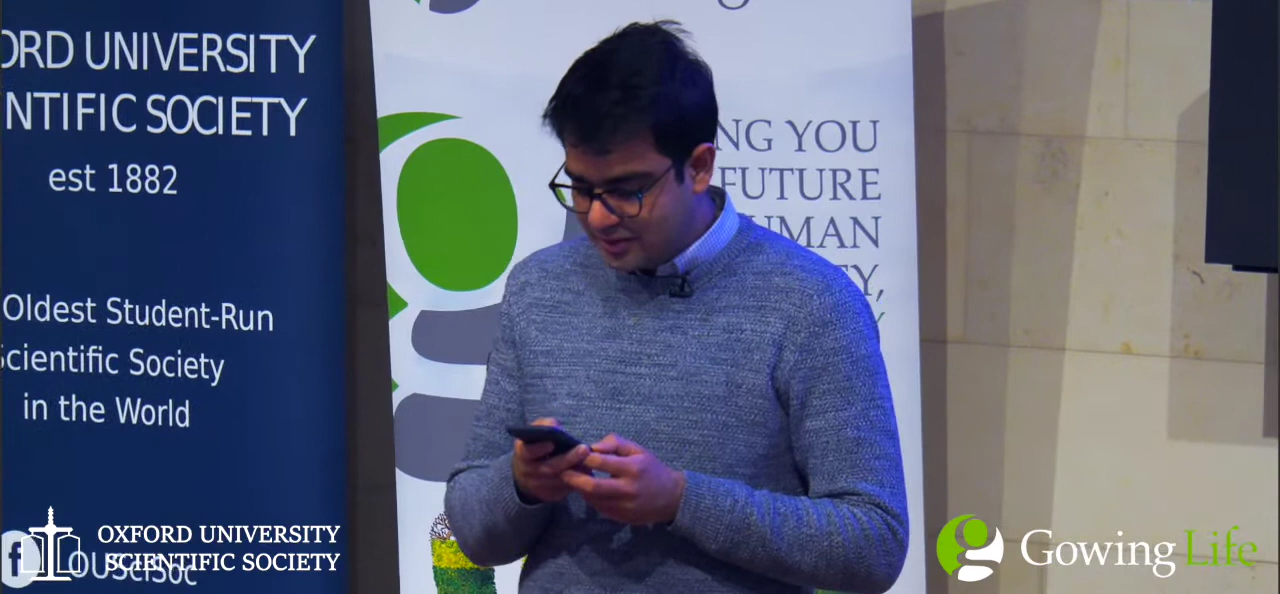 ORD UNIVERSITY
NTIFIC SOCIETY
est 1882
Oldest Student-Run
Scientific Society
in the World
f OUSciSoc
OXFORD UNIVERSITY
SCIENTIFIC SOCIETY
NG YOU
FUTURE
UMAN
Y,
Gowing Life